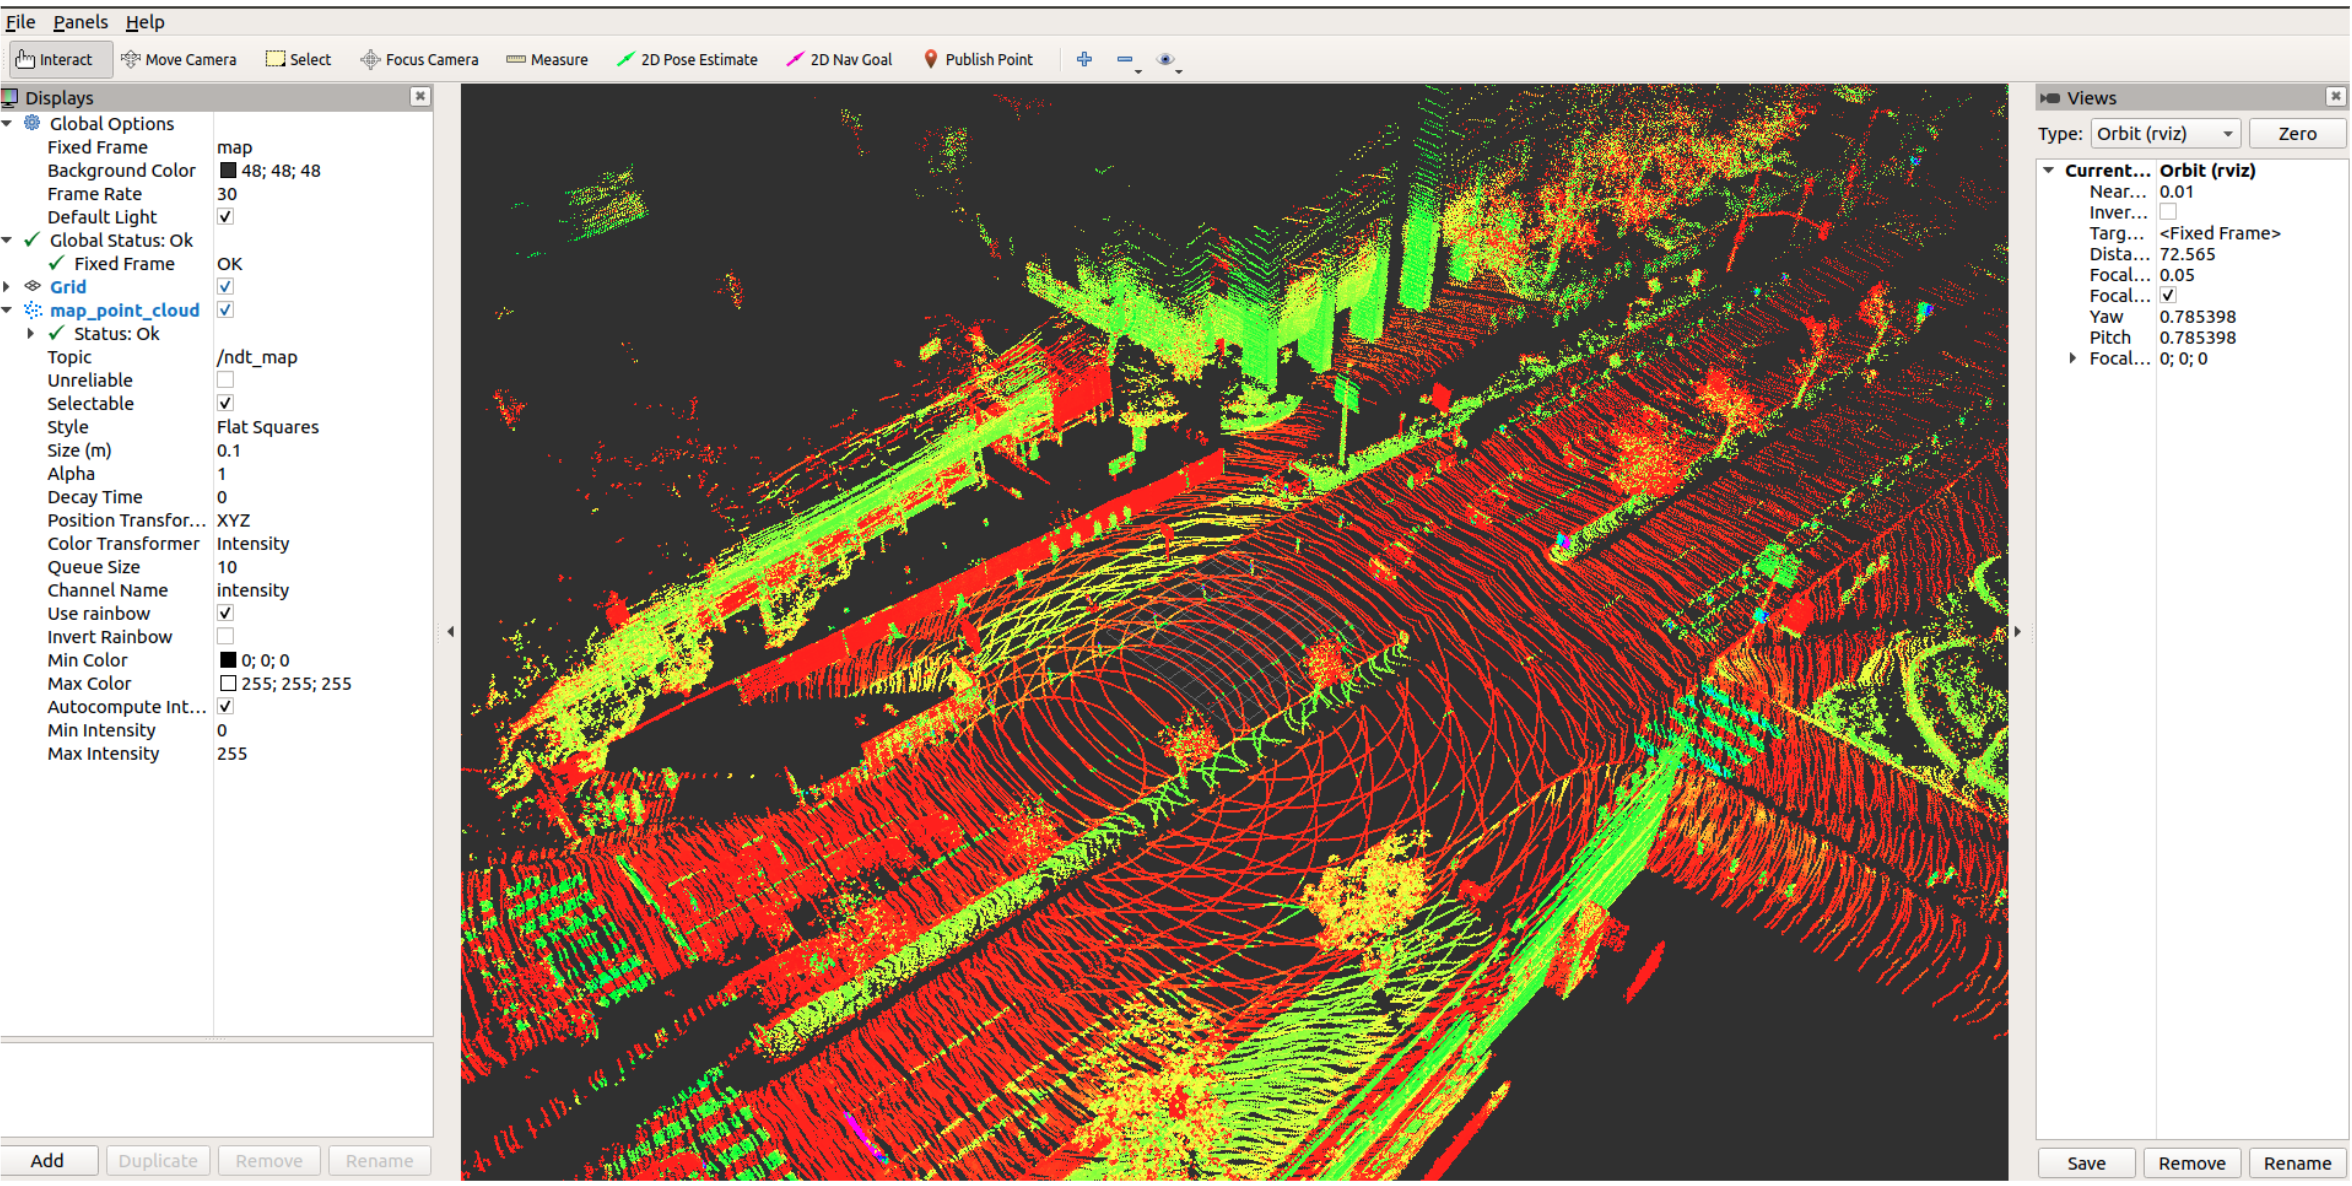 File Panels Help
Interact Move Camera Select Focus Camera Measure 2D Pose Estimate 2D Nav Goal Publish Point
Displays
Global Options
Fixed Frame map
Background Color 48; 48; 48
Frame Rate 30
Default Light
Global Status: Ok
Fixed Frame OK
Grid
map_point_cloud
Status: Ok
Topic /ndt_map
Unreliable
Selectable
Style Flat Squares
Size (m) 0.1
Alpha 1
Decay Time 0
Position Transfor... XYZ
Color Transformer Intensity
Queue Size 10
Channel Name intensity
Use rainbow
Invert Rainbow
Min Color 0; 0; 0
Max Color 255; 255; 255
Autocompute Int...
Min Intensity 0
Max Intensity 255
Add Duplicate Remove Rename
Views
Type: Orbit (rviz) Zero
Current... Orbit (rviz)
Near... 0.01
Inver...
Targ... <Fixed Frame>
Dista... 72.565
Focal... 0.05
Focal...
Yaw 0.785398
Pitch 0.785398
Focal... 0; 0; 0
Save Remove Rename